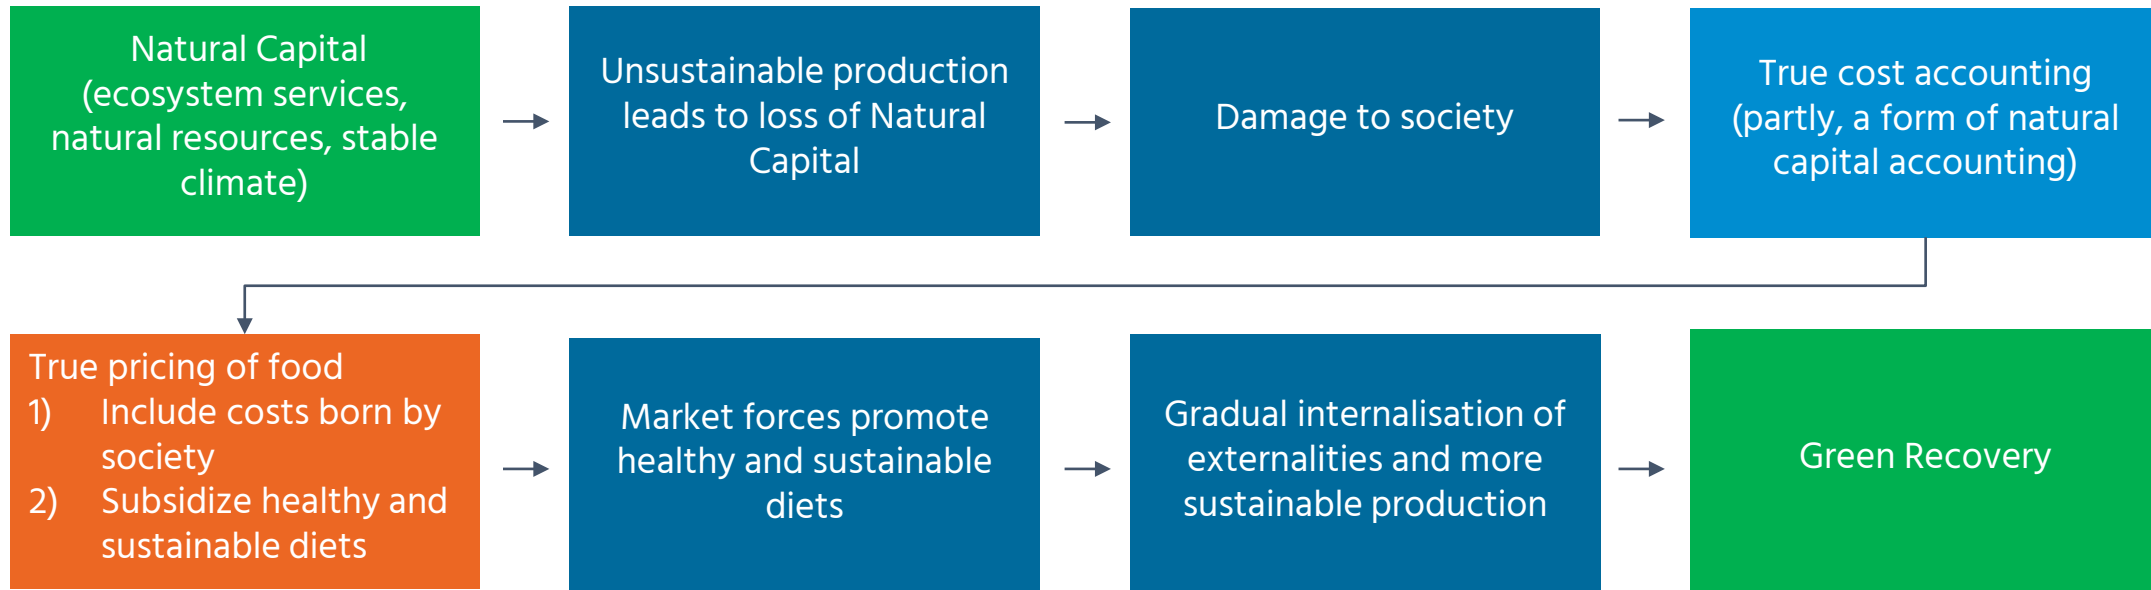 Natural Capital
(ecosystem services,
natural resources, stable
climate)
Unsustainable production
leads to loss of Natural
Capital
Damage to society
True cost accounting
(partly, a form of natural
capital accounting)
True pricing of food
1) Include costs born by
society
2) Subsidize healthy and
sustainable diets
Market forces promote
healthy and sustainable
diets
Gradual internalisation of
externalities and more
sustainable production
Green Recovery